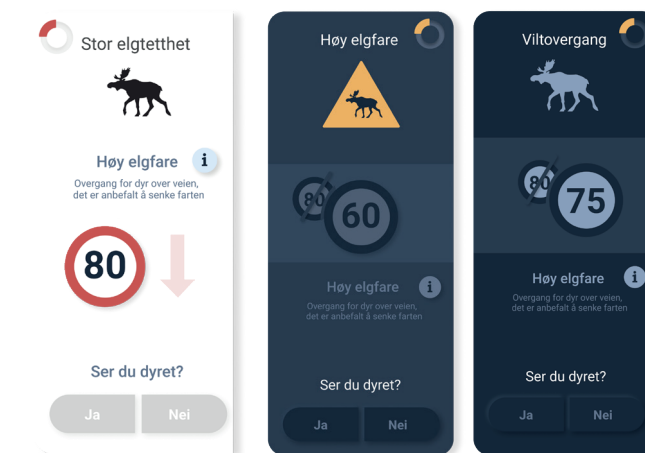 Stor elgtetthet
Høy elgfare i
Overgang for dyr over veien,
det er anbefalt å senke farten
80
Ser du dyret?
Ja Nei
Høy elgfare
80 60
Høy elgfare i
Overgang for dyr over veien,
det er anbefalt å senke farten
Ser du dyret?
Ja Nei
Viltovergang
80 75
Høy elgfare i
Overgang for dyr over veien,
det er anbefalt å senke farten
Ser du dyret?
Ja Nei